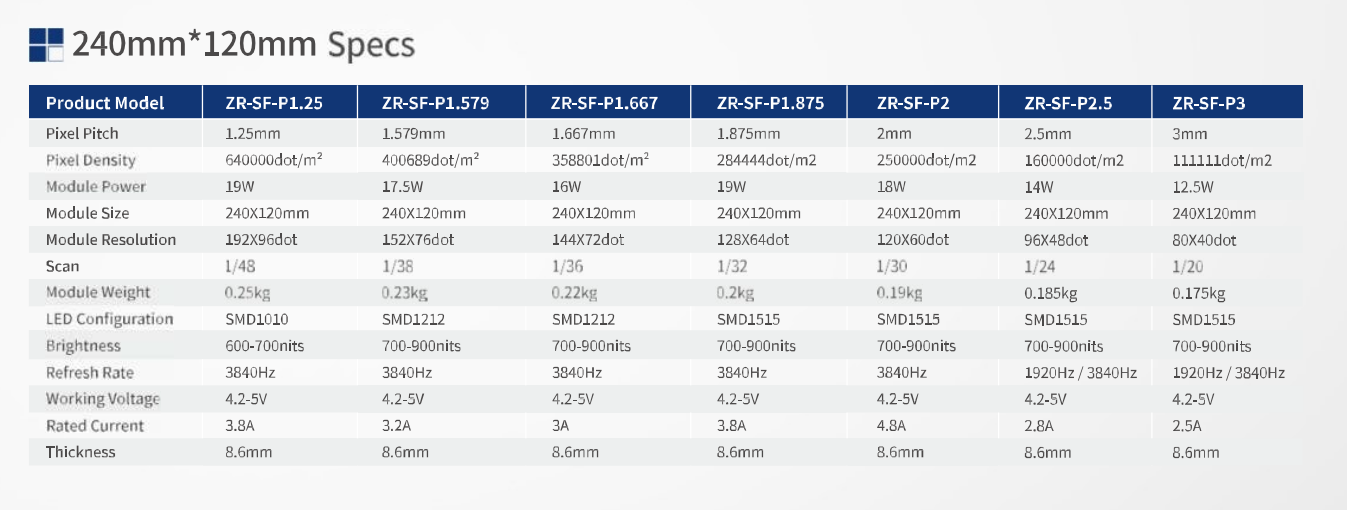 240mm*120mm Specs
Product Model ZR-SF-P1.25 ZR-SF-P1.579 ZR-SF-P1.667 ZR-SF-P1.875 ZR-SF-P2 ZR-SF-P2.5 ZR-SF-P3
Pixel Pitch 1.25mm 1.579mm 1.667mm 1.875mm 2mm 2.5mm 3mm
Pixel Density 640000dot/m² 400689dot/m² 358801dot/m² 284444dot/m2 250000dot/m2 160000dot/m2 111111dot/m2
Module Power 19W 17.5W 16W 19W 18W 14W 12.5W
Module Size 240X120mm 240X120mm 240X120mm 240X120mm 240X120mm 240X120mm 240X120mm
Module Resolution 192X96dot 152X76dot 144X72dot 128X64dot 120X60dot 96X48dot 80X40dot
Scan 1/48 1/38 1/36 1/32 1/30 1/24 1/20
Module Weight 0.25kg 0.23kg 0.22kg 0.2kg 0.19kg 0.185kg 0.175kg
LED Configuration SMD1010 SMD1212 SMD1212 SMD1515 SMD1515 SMD1515 SMD1515
Brightness 600-700nits 700-900nits 700-900nits 700-900nits 700-900nits 700-900nits 700-900nits
Refresh Rate 3840Hz 3840Hz 3840Hz 3840Hz 3840Hz 1920Hz / 3840Hz 1920Hz / 3840Hz
Working Voltage 4.2-5V 4.2-5V 4.2-5V 4.2-5V 4.2-5V 4.2-5V 4.2-5V
Rated Current 3.8A 3.2A 3A 3.8A 4.8A 2.8A 2.5A
Thickness 8.6mm 8.6mm 8.6mm 8.6mm 8.6mm 8.6mm 8.6mm